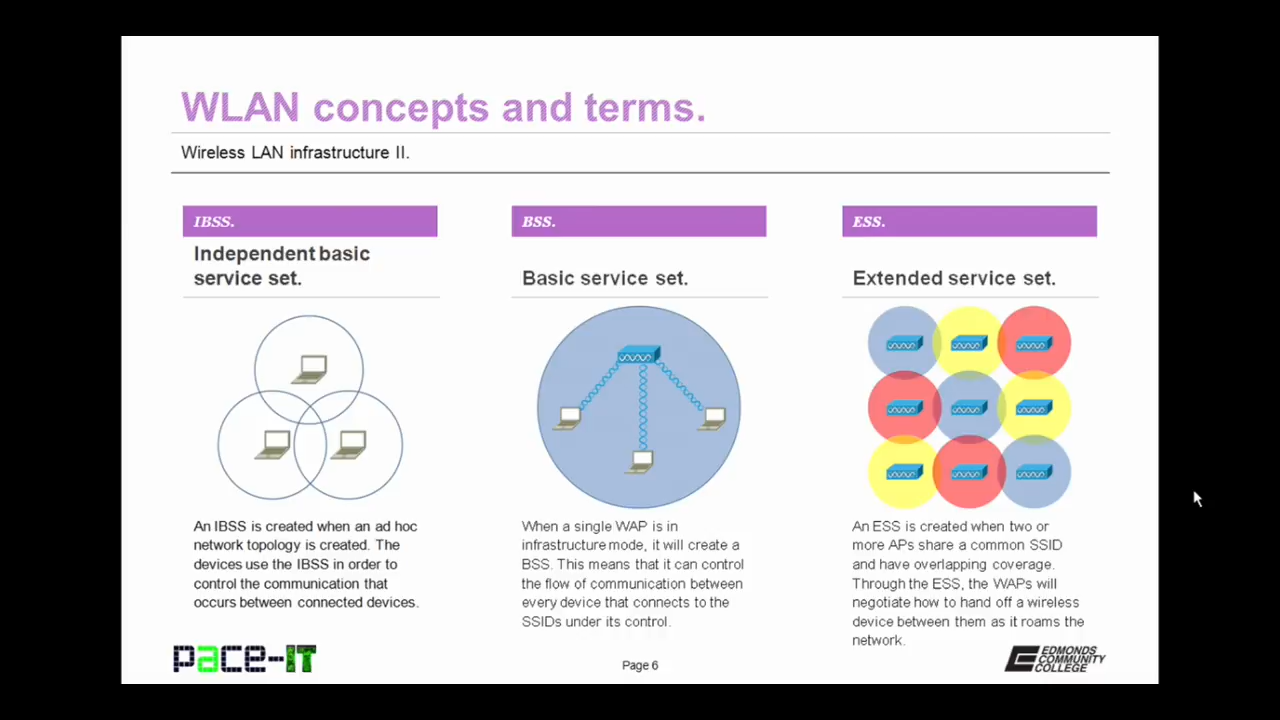 WLAN concepts and terms.
Wireless LAN infrastructure II.
IBSS.
Independent basic
service set.
An IBSS is created when an ad hoc
network topology is created. The
devices use the IBSS in order to
control the communication that
occurs between connected devices.
BSS.
Basic service set.
When a single WAP is in
infrastructure mode, it will create a
BSS. This means that it can control
the flow of communication between
every device that connects to the
SSIDs under its control.
ESS.
Extended service set.
An ESS is created when two or
more APs share a common SSID
and have overlapping coverage.
Through the ESS, the WAPs will
negotiate how to hand off a wireless
device between them as it roams the
network.
pace-IT
Page 6
EDMONDS
COMMUNITY
COLLEGE